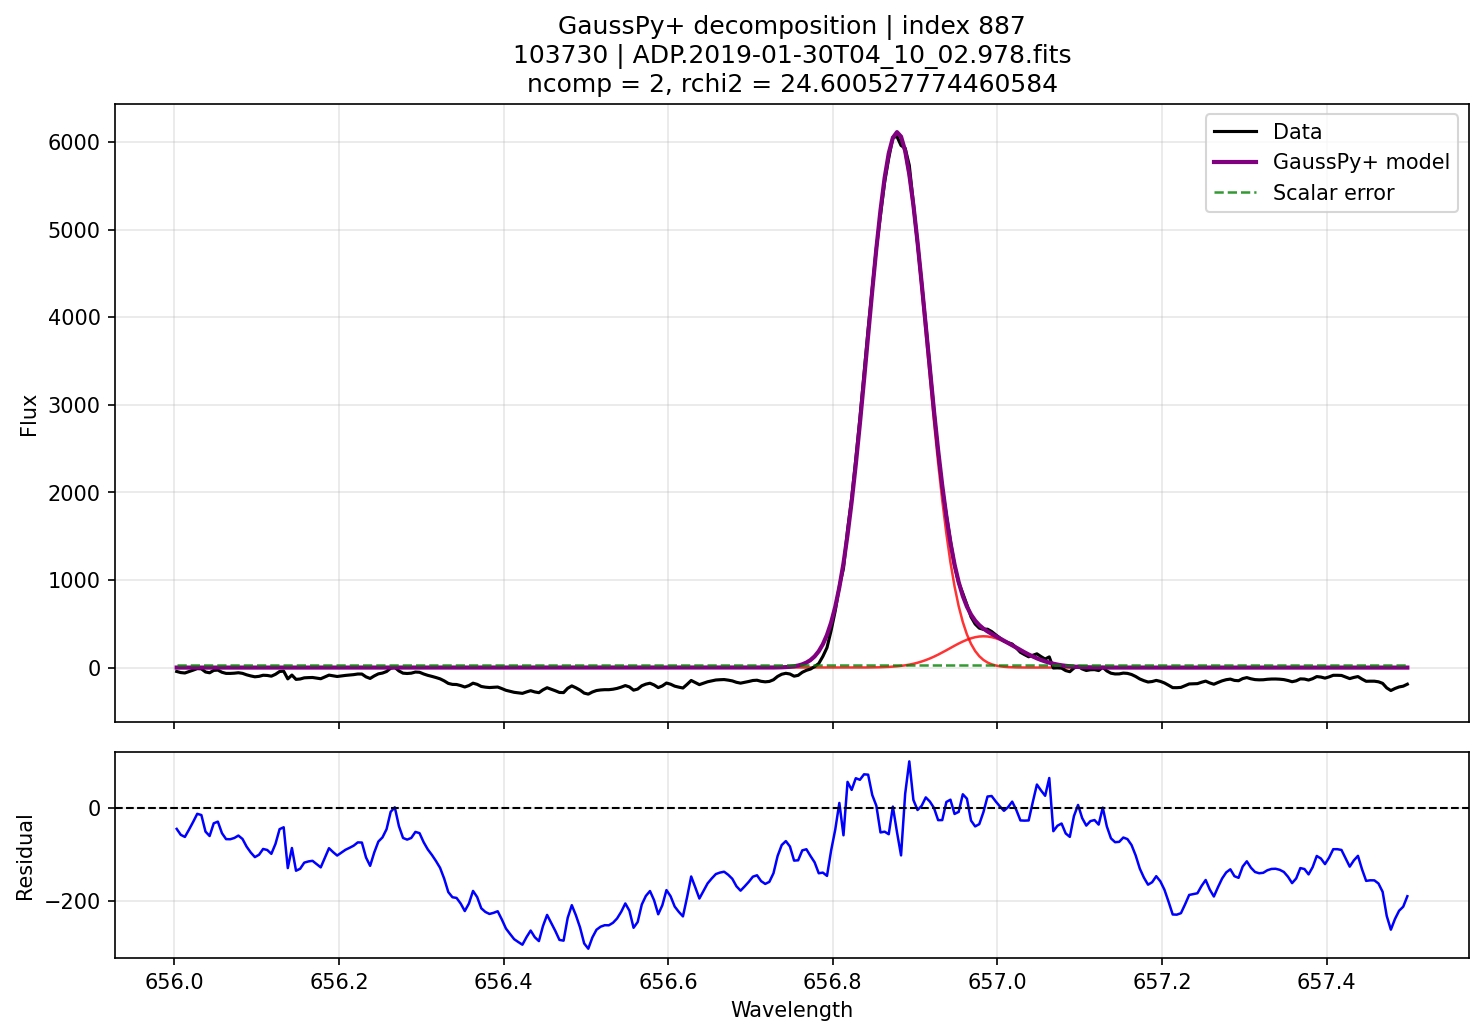 GaussPy+ decomposition | index 887
103730 | ADP.2019-01-30T04_10_02.978.fits
ncomp = 2, rchi2 = 24.600527774460584
Data
GaussPy+ model
Scalar error
Flux
6000
5000
4000
3000
2000
1000
0
Residual
0
−200
656.0 656.2 656.4 656.6 656.8 657.0 657.2 657.4
Wavelength